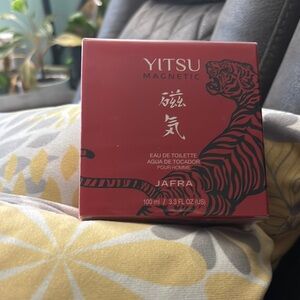 YITSU
MAGNETIC
磁
気
EAU DE TOILETTE
AGUA DE TOCADOR
POUR HOMME
JAFRA
100 ml / 3.3 FL OZ (US)